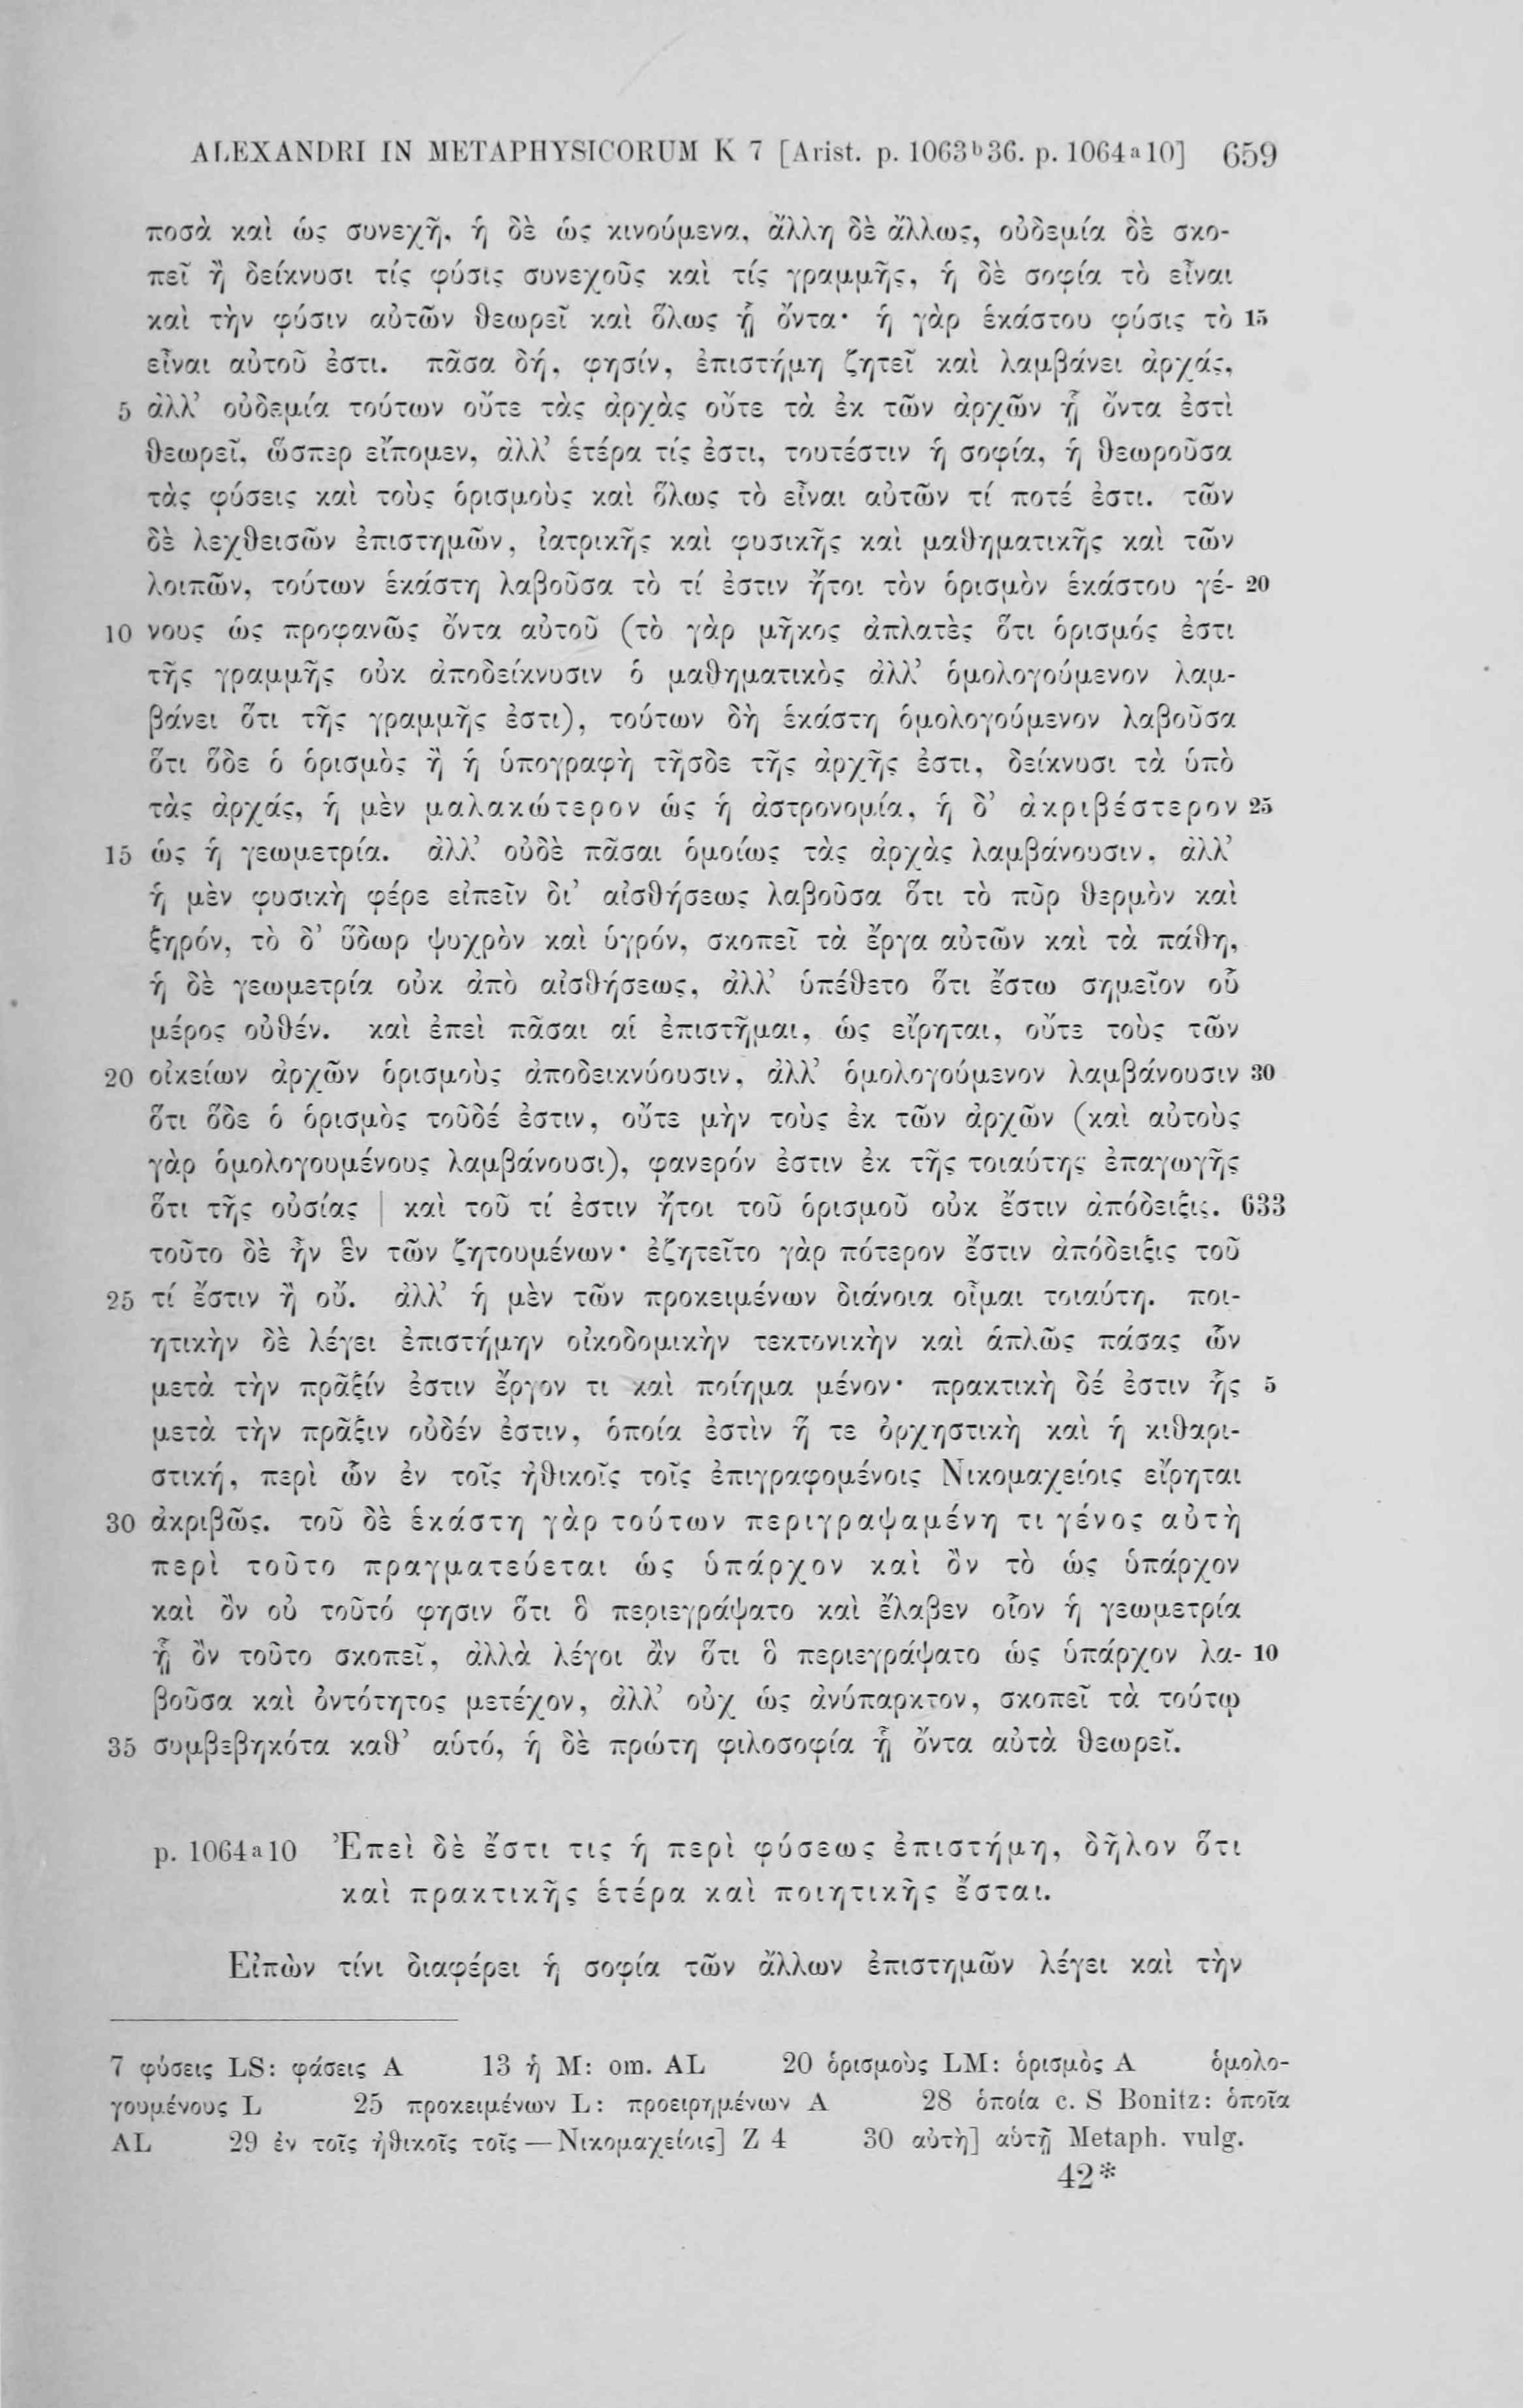 ALEXANDRI IN METAPHYSICORUM K 7 [Arist. p. 1063ᵇ36. p. 1064ᵃ10] 659
ποσὰ καὶ ὡς συνεχῆ, ἡ δὲ ὡς κινούμενα, ἄλλη δὲ ἄλλως, οὐδεμία δὲ σκο-
πεῖ ἢ δείκνυσι τίς φύσις συνεχοῦς καὶ τίς γραμμῆς, ἡ δὲ σοφία τὸ εἶναι
καὶ τὴν φύσιν αὐτῶν θεωρεῖ καὶ ὅλως ᾗ ὄντα· ἡ γὰρ ἑκάστου φύσις τὸ 15
εἶναι αὐτοῦ ἐστι. πᾶσα δή, φησίν, ἐπιστήμη ζητεῖ καὶ λαμβάνει ἀρχάς,
5 ἀλλ’ οὐδεμία τούτων οὔτε τὰς ἀρχὰς οὔτε τὰ ἐκ τῶν ἀρχῶν ᾗ ὄντα ἐστὶ
θεωρεῖ, ὥσπερ εἴπομεν, ἀλλ’ ἑτέρα τίς ἐστι, τουτέστιν ἡ σοφία, ἡ θεωροῦσα
τὰς φύσεις καὶ τοὺς ὁρισμοὺς καὶ ὅλως τὸ εἶναι αὐτῶν τί ποτέ ἐστι. τῶν
δὲ λεχθεισῶν ἐπιστημῶν, ἰατρικῆς καὶ φυσικῆς καὶ μαθηματικῆς καὶ τῶν
λοιπῶν, τούτων ἑκάστη λαβοῦσα τὸ τί ἐστιν ἤτοι τὸν ὁρισμὸν ἑκάστου γέ- 20
10 νους ὡς προφανῶς ὄντα αὐτοῦ (τὸ γὰρ μῆκος ἀπλατὲς ὅτι ὁρισμός ἐστι
τῆς γραμμῆς οὐκ ἀποδείκνυσιν ὁ μαθηματικὸς ἀλλ’ ὁμολογούμενον λαμ-
βάνει ὅτι τῆς γραμμῆς ἐστι), τούτων δὴ ἑκάστη ὁμολογούμενον λαβοῦσα
ὅτι ὅδε ὁ ὁρισμὸς ἢ ἡ ὑπογραφὴ τῆσδε τῆς ἀρχῆς ἐστι, δείκνυσι τὰ ὑπὸ
τὰς ἀρχάς, ἡ μὲν μαλακώτερον ὡς ἡ ἀστρονομία, ἡ δ’ ἀκριβέστερον 25
15 ὡς ἡ γεωμετρία. ἀλλ’ οὐδὲ πᾶσαι ὁμοίως τὰς ἀρχὰς λαμβάνουσιν, ἀλλ’
ἡ μὲν φυσικὴ φέρε εἰπεῖν δι’ αἰσθήσεως λαβοῦσα ὅτι τὸ πῦρ θερμὸν καὶ
ξηρόν, τὸ δ’ ὕδωρ ψυχρὸν καὶ ὑγρόν, σκοπεῖ τὰ ἔργα αὐτῶν καὶ τὰ πάθη,
ἡ δὲ γεωμετρία οὐκ ἀπὸ αἰσθήσεως, ἀλλ’ ὑπέθετο ὅτι ἔστω σημεῖον οὗ
μέρος οὐθέν. καὶ ἐπεὶ πᾶσαι αἱ ἐπιστῆμαι, ὡς εἴρηται, οὔτε τοὺς τῶν
20 οἰκείων ἀρχῶν ὁρισμοὺς ἀποδεικνύουσιν, ἀλλ’ ὁμολογούμενον λαμβάνουσιν 30
ὅτι ὅδε ὁ ὁρισμὸς τοῦδέ ἐστιν, οὔτε μὴν τοὺς ἐκ τῶν ἀρχῶν (καὶ αὐτοὺς
γὰρ ὁμολογουμένους λαμβάνουσι), φανερόν ἐστιν ἐκ τῆς τοιαύτης ἐπαγωγῆς
ὅτι τῆς οὐσίας | καὶ τοῦ τί ἐστιν ἤτοι τοῦ ὁρισμοῦ οὐκ ἔστιν ἀπόδειξις. 633
τοῦτο δὲ ἦν ἓν τῶν ζητουμένων· ἐζητεῖτο γὰρ πότερον ἔστιν ἀπόδειξις τοῦ
25 τί ἔστιν ἢ οὔ. ἀλλ’ ἡ μὲν τῶν προκειμένων διάνοια οἶμαι τοιαύτη. ποι-
ητικὴν δὲ λέγει ἐπιστήμην οἰκοδομικὴν τεκτονικὴν καὶ ἁπλῶς πάσας ὧν
μετὰ τὴν πρᾶξίν ἐστιν ἔργον τι καὶ ποίημα μένον· πρακτικὴ δέ ἐστιν ἧς 5
μετὰ τὴν πρᾶξιν οὐδέν ἐστιν, ὁποία ἐστὶν ἥ τε ὀρχηστικὴ καὶ ἡ κιθαρι-
στική, περὶ ὧν ἐν τοῖς ἠθικοῖς τοῖς ἐπιγραφομένοις Νικομαχείοις εἴρηται
30 ἀκριβῶς. τοῦ δὲ ἑκάστη γὰρ τούτων περιγραψαμένη τι γένος αὐτὴ
περὶ τοῦτο πραγματεύεται ὡς ὑπάρχον καὶ ὂν τὸ ὡς ὑπάρχον
καὶ ὂν οὐ τοῦτό φησιν ὅτι ὃ περιεγράψατο καὶ ἔλαβεν οἷον ἡ γεωμετρία
ᾗ ὂν τοῦτο σκοπεῖ, ἀλλὰ λέγοι ἂν ὅτι ὃ περιεγράψατο ὡς ὑπάρχον λα- 10
βοῦσα καὶ ὀντότητος μετέχον, ἀλλ’ οὐχ ὡς ἀνύπαρκτον, σκοπεῖ τὰ τούτῳ
35 συμβεβηκότα καθ’ αὑτό, ἡ δὲ πρώτη φιλοσοφία ᾗ ὄντα αὐτὰ θεωρεῖ.
p. 1064ᵃ10 Ἐπεὶ δὲ ἔστι τις ἡ περὶ φύσεως ἐπιστήμη, δῆλον ὅτι
καὶ πρακτικῆς ἑτέρα καὶ ποιητικῆς ἔσται.
Εἰπὼν τίνι διαφέρει ἡ σοφία τῶν ἄλλων ἐπιστημῶν λέγει καὶ τὴν
7 φύσεις LS: φάσεις A 13 ἡ M: om. AL 20 ὁρισμοὺς LM: ὁρισμὸς A ὁμολο-
γουμένους L 25 προκειμένων L: προειρημένων A 28 ὁποία c. S Bonitz: ὁποῖα
AL 29 ἐν τοῖς ἠθικοῖς τοῖς — Νικομαχείοις] Z 4 30 αὐτὴ] αὑτῇ Metaph. vulg.
42*